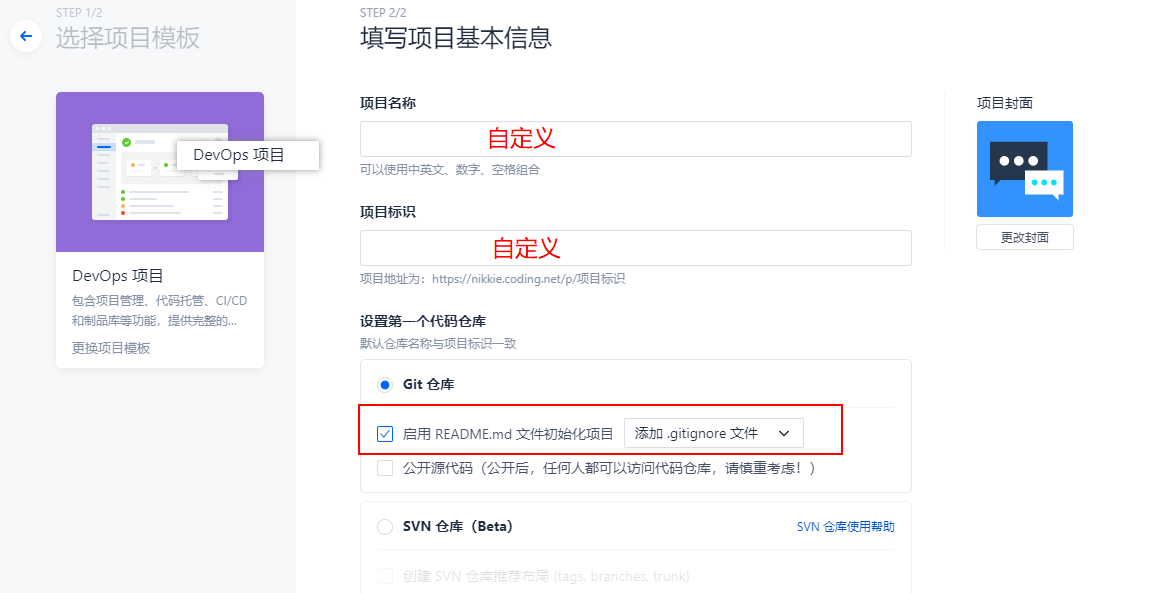 STEP 1/2
选择项目模板
DevOps 项目
DevOps 项目
包含项目管理、代码托管、CI/CD
和制品库等功能，提供完整的...
更换项目模板
STEP 2/2
填写项目基本信息
项目名称
自定义
可以使用中英文、数字、空格组合
项目标识
自定义
项目地址为：https://nikkie.coding.net/p/项目标识
设置第一个代码仓库
默认仓库名称与项目标识一致
Git 仓库
启用 README.md 文件初始化项目 添加 .gitignore 文件
公开源代码（公开后，任何人都可以访问代码仓库，请慎重考虑！）
SVN 仓库（Beta） SVN 仓库使用帮助
创建 SVN 仓库推荐布局 (tags, branches, trunk)
项目封面
更改封面